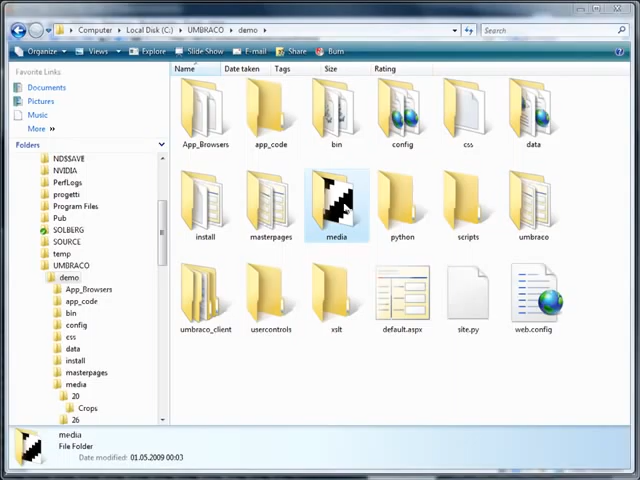 Computer ▸ Local Disk (C:) ▸ UMBRACO ▸ demo ▸
Search
Organize Views Explore Slide Show E-mail Share Burn
Favorite Links
Documents
Pictures
Music
More »
Folders
ND5SAVE
NVIDIA
PerfLogs
progetti
Program Files
Pub
SOLBERG
SOURCE
temp
UMBRACO
demo
App_Browsers
app_code
bin
config
css
data
install
masterpages
media
20
Crops
26
Name Date taken Tags Size Rating
App_Browsers app_code bin config css data
install masterpages media python scripts umbraco
umbraco_client usercontrols xslt default.aspx site.py web.config
media
File Folder
Date modified: 01.05.2009 00:03